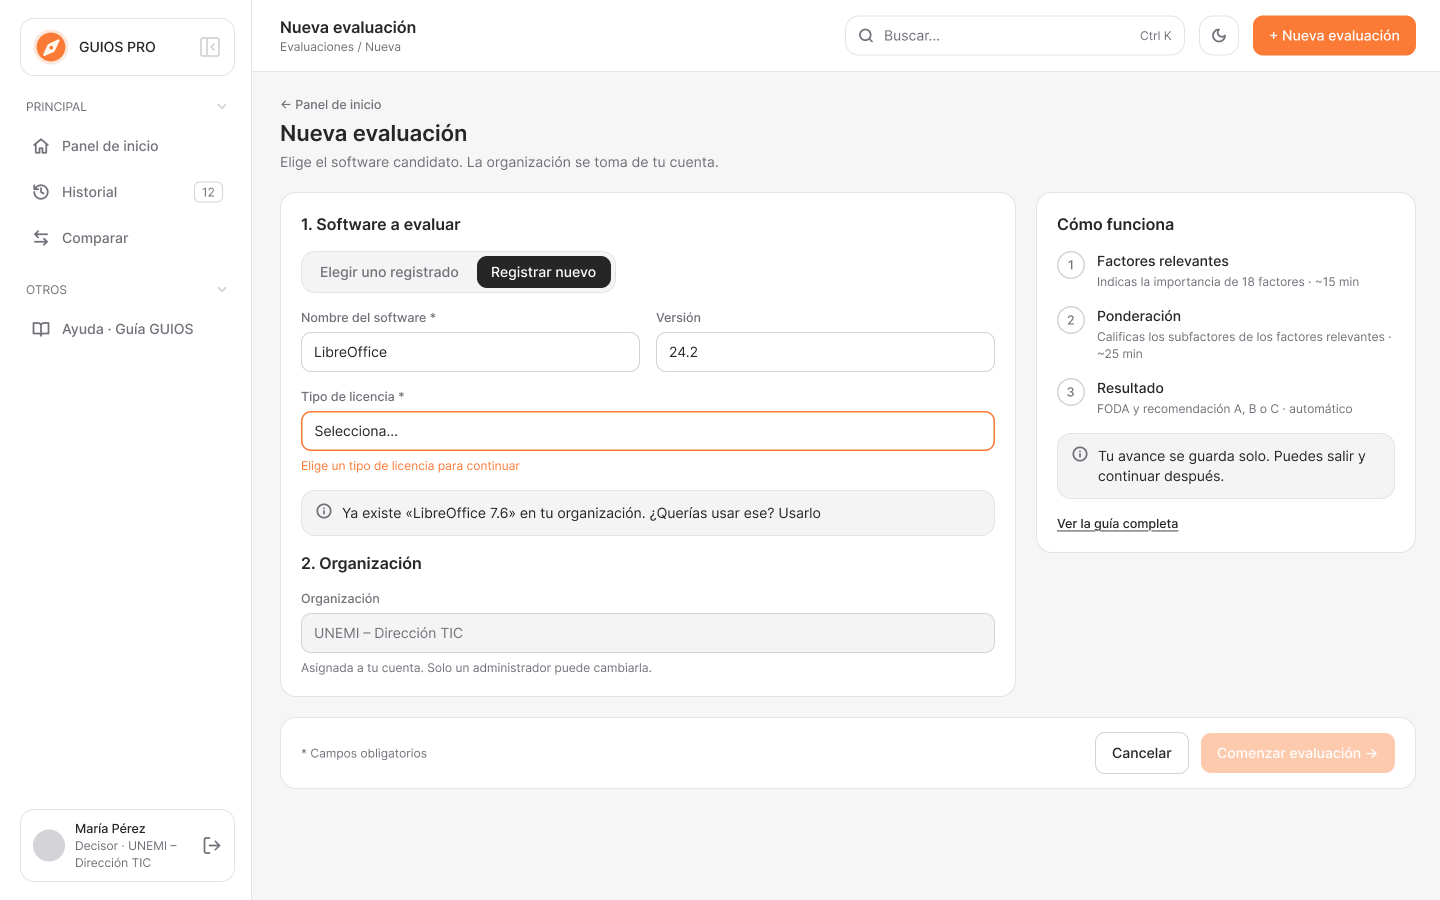 GUIOS PRO
PRINCIPAL
Panel de inicio
Historial
12
Comparar
OTROS
Ayuda · Guía GUIOS
María Pérez
Decisor · UNEMI –
Dirección TIC
Nueva evaluación
Evaluaciones / Nueva
Buscar...
Ctrl K
+ Nueva evaluación
← Panel de inicio
Nueva evaluación
Elige el software candidato. La organización se toma de tu cuenta.
1. Software a evaluar
Elegir uno registrado
Registrar nuevo
Nombre del software *
Versión
LibreOffice
24.2
Tipo de licencia *
Selecciona...
Elige un tipo de licencia para continuar
Ya existe «LibreOffice 7.6» en tu organización. ¿Querías usar ese? Usarlo
2. Organización
Organización
UNEMI – Dirección TIC
Asignada a tu cuenta. Solo un administrador puede cambiarla.
Cómo funciona
1
Factores relevantes
Indicas la importancia de 18 factores · ~15 min
2
Ponderación
Calificas los subfactores de los factores relevantes ·
~25 min
3
Resultado
FODA y recomendación A, B o C · automático
Tu avance se guarda solo. Puedes salir y
continuar después.
Ver la guía completa
* Campos obligatorios
Cancelar
Comenzar evaluación →